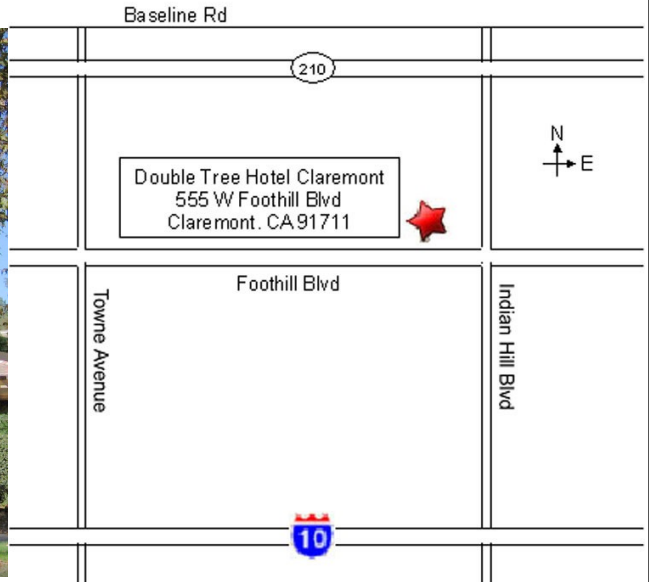 Baseline Rd
210
N
E
Double Tree Hotel Claremont
555 W Foothill Blvd
Claremont. CA 91711
Foothill Blvd
Towne Avenue
Indian Hill Blvd
10